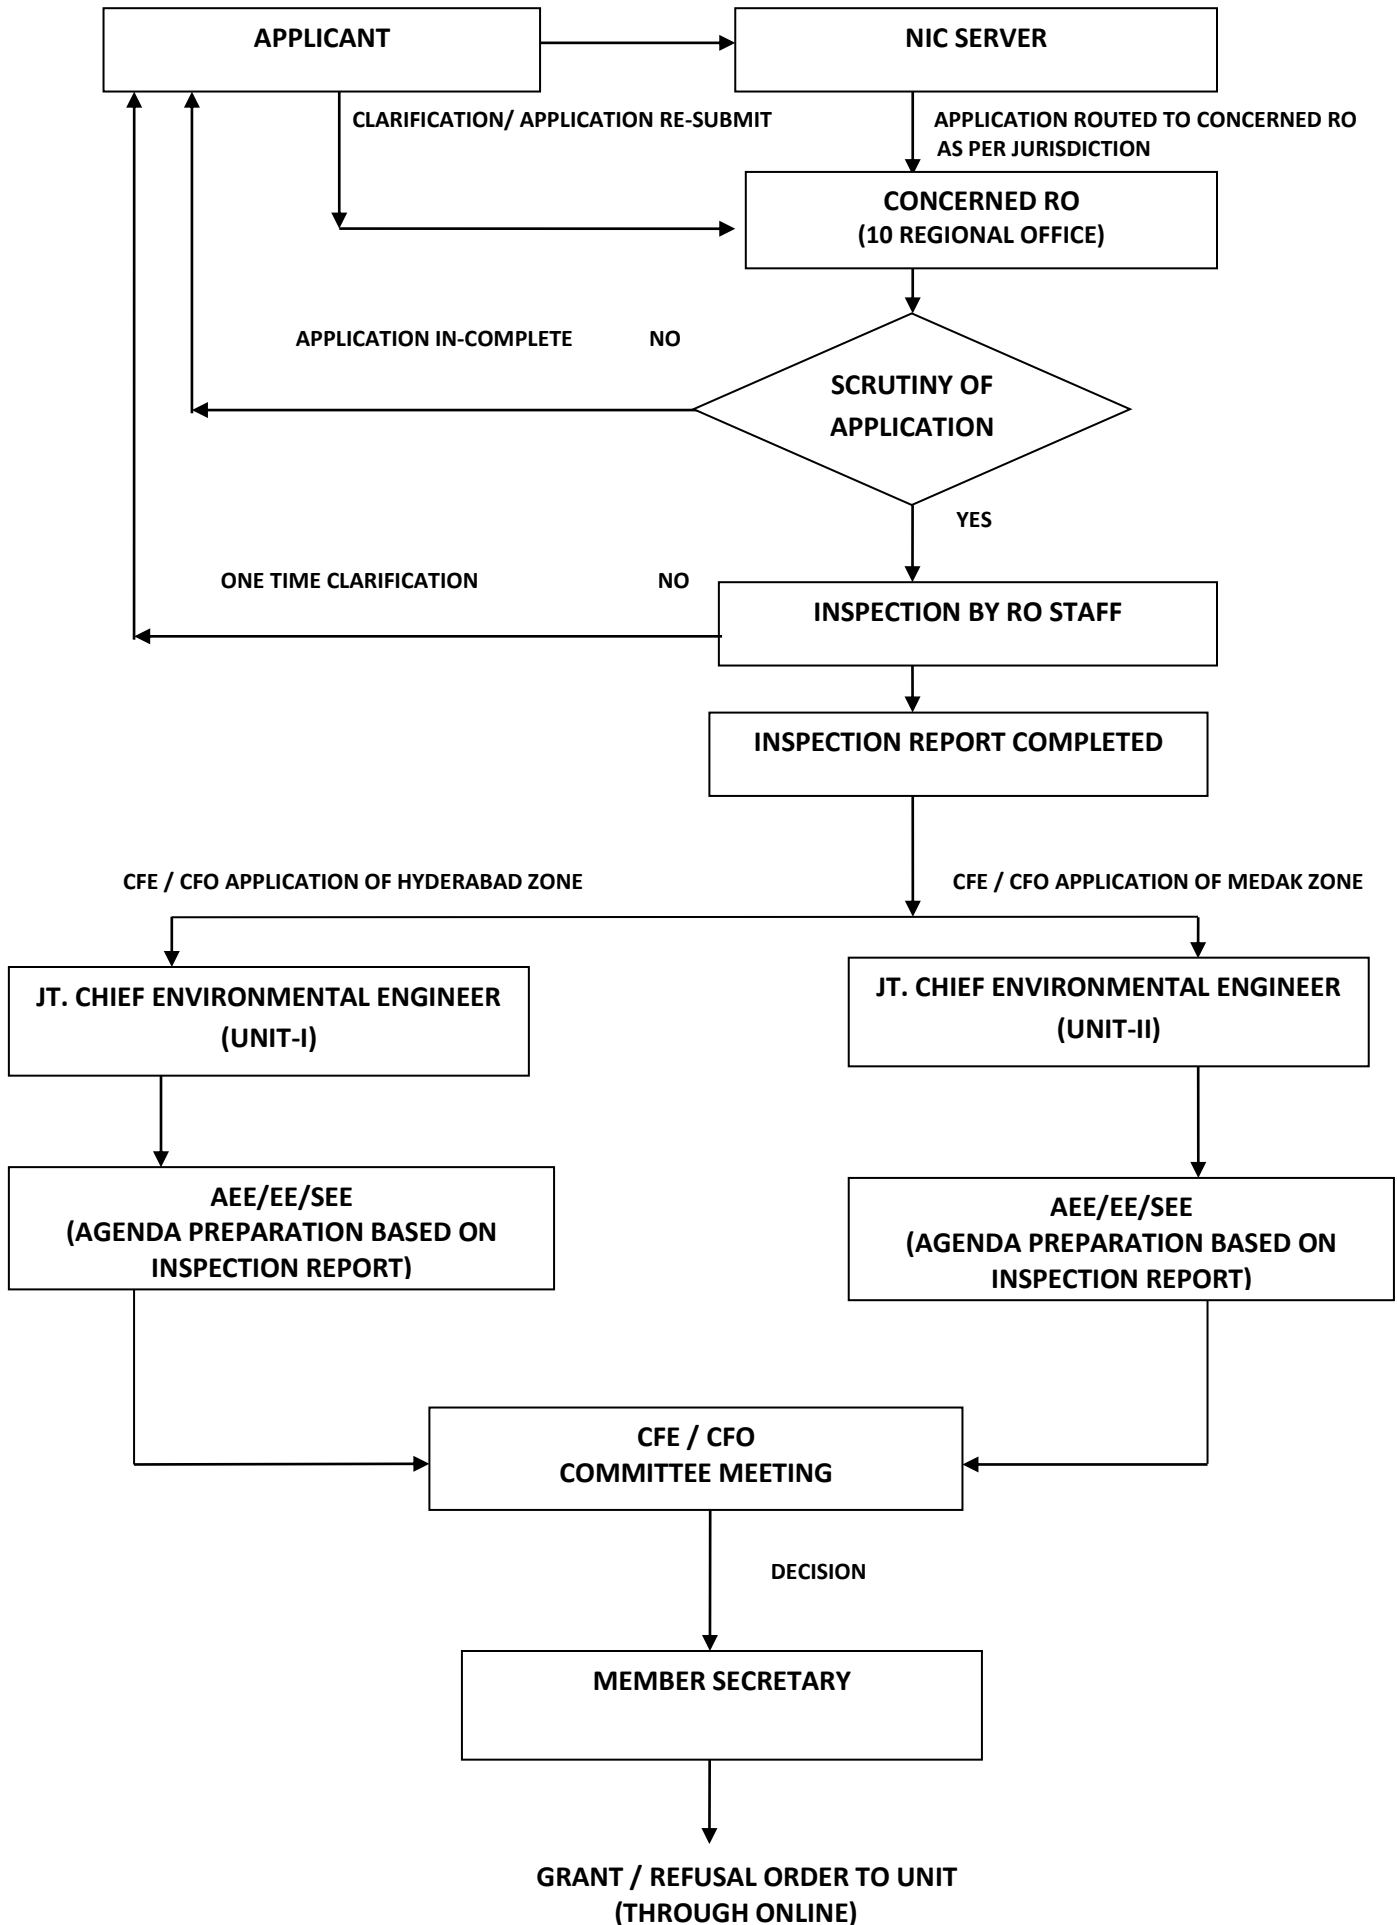 APPLICANT
NIC SERVER
CLARIFICATION/ APPLICATION RE-SUBMIT
APPLICATION ROUTED TO CONCERNED RO
AS PER JURISDICTION
CONCERNED RO
(10 REGIONAL OFFICE)
APPLICATION IN-COMPLETE NO
SCRUTINY OF
APPLICATION
YES
ONE TIME CLARIFICATION NO
INSPECTION BY RO STAFF
INSPECTION REPORT COMPLETED
CFE / CFO APPLICATION OF HYDERABAD ZONE
CFE / CFO APPLICATION OF MEDAK ZONE
JT. CHIEF ENVIRONMENTAL ENGINEER
(UNIT-I)
JT. CHIEF ENVIRONMENTAL ENGINEER
(UNIT-II)
AEE/EE/SEE
(AGENDA PREPARATION BASED ON
INSPECTION REPORT)
AEE/EE/SEE
(AGENDA PREPARATION BASED ON
INSPECTION REPORT)
CFE / CFO
COMMITTEE MEETING
DECISION
MEMBER SECRETARY
GRANT / REFUSAL ORDER TO UNIT
(THROUGH ONLINE)